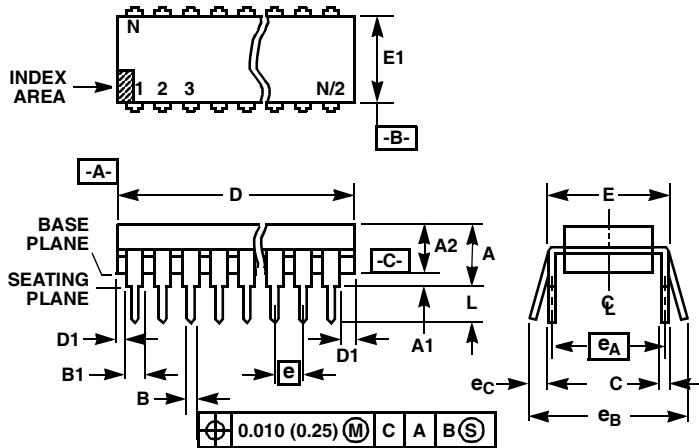 N
E1
INDEX
AREA
1 2 3 N/2
-B-
-A-
D
E
BASE
PLANE
A2
A
-C-
SEATING
PLANE
L
CL
D1
D1
A1
B1
e
eA
B
eC
C
0.010 (0.25) M C A B S
eB